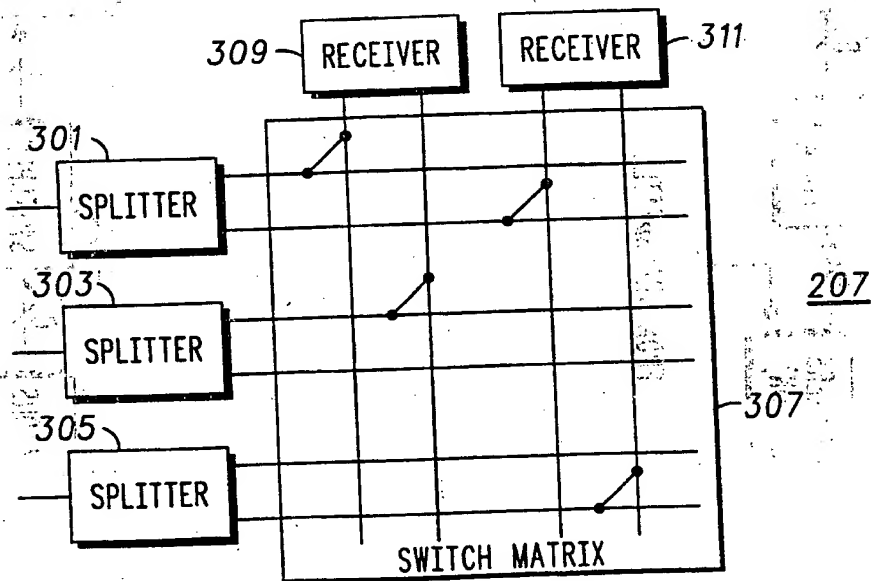 309
RECEIVER
RECEIVER
311
301
SPLITTER
303
SPLITTER
207
305
307
SPLITTER
SWITCH MATRIX